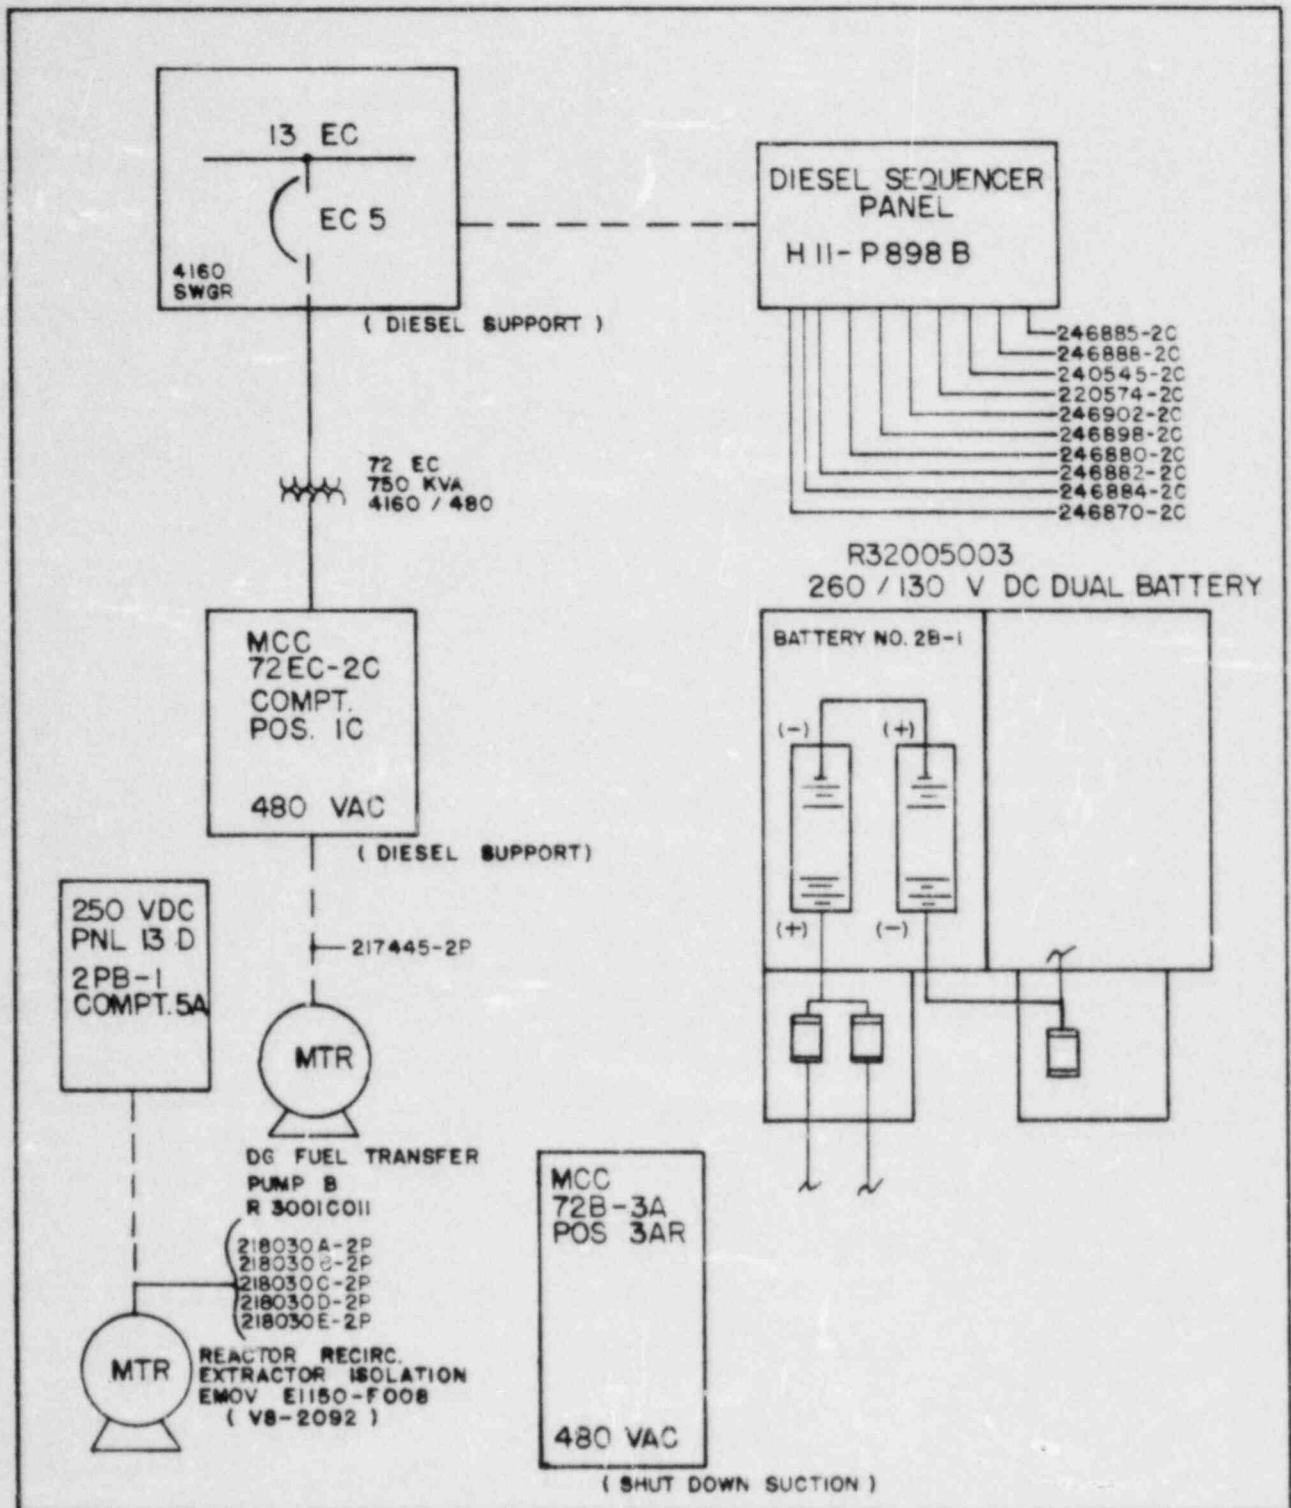 13 EC
EC 5
4160
SWGR
( DIESEL SUPPORT )
DIESEL SEQUENCER
PANEL
H 11- P 898 B
246885-2C
246888-2C
240545-2C
220574-2C
246902-2C
246898-2C
246880-2C
246882-2C
246884-2C
246870-2C
72 EC
750 KVA
4160 / 480
R32005003
260 / 130 V DC DUAL BATTERY
BATTERY NO. 2B-1
(-) (+)
(+) (-)
MCC
72EC-2C
COMPT.
POS. 1C
480 VAC
( DIESEL SUPPORT)
250 VDC
PNL 13 D
2PB-1
COMPT. 5A
217445-2P
MTR
DG FUEL TRANSFER
PUMP B
R 3001C011
218030A-2P
218030B-2P
218030C-2P
218030D-2P
218030E-2P
MTR
REACTOR RECIRC.
EXTRACTOR ISOLATION
EMOV E1150-F008
( V8-2092 )
MCC
72B-3A
POS 3AR
480 VAC
( SHUT DOWN SUCTION )